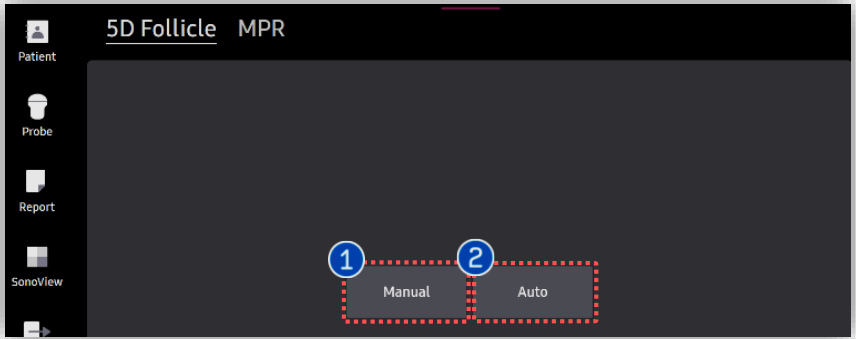 5D Follicle MPR
Patient
Probe
Report
SonoView
1 2
Manual Auto